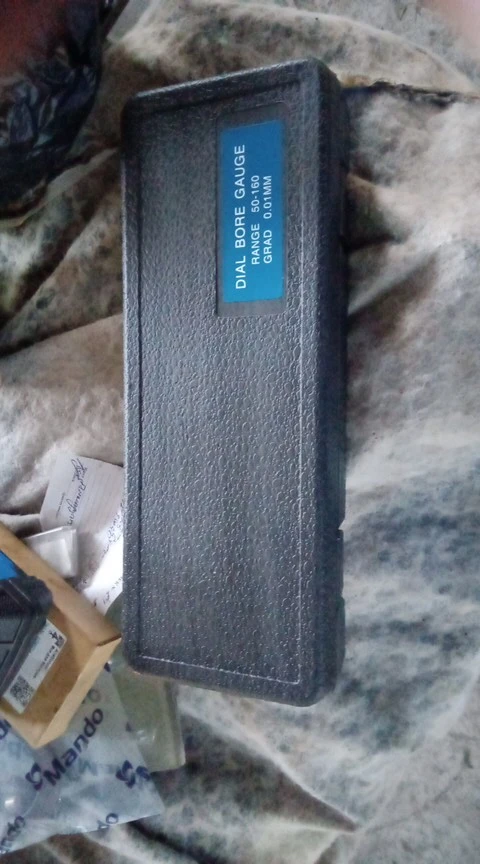 DIAL BORE GAUGE
RANGE 50-160
GRAD 0.01MM
Mando